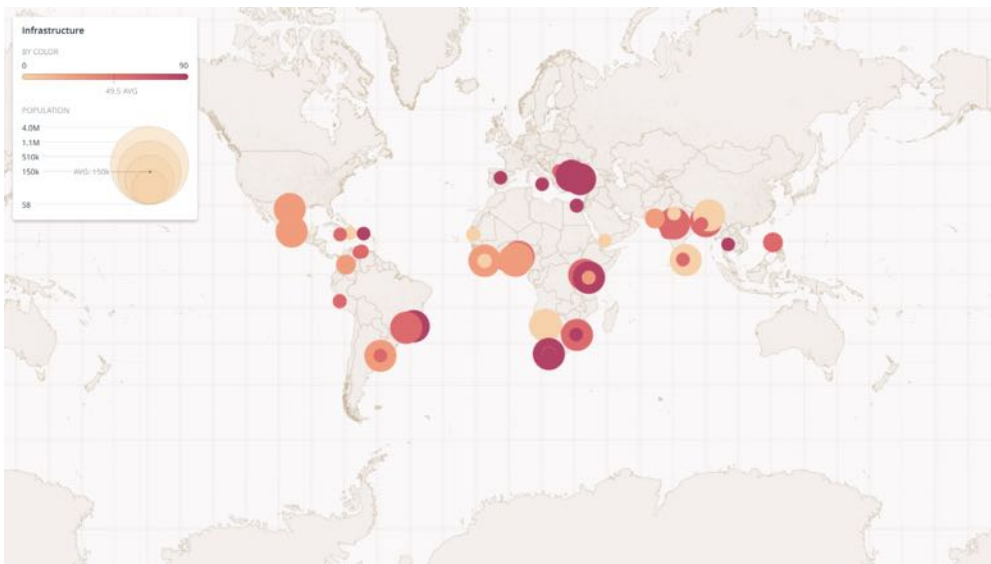 Infrastructure
BY COLOR
0 90
49.5 AVG
POPULATION
4.0M
1.1M
510k
150k AVG: 150k
58